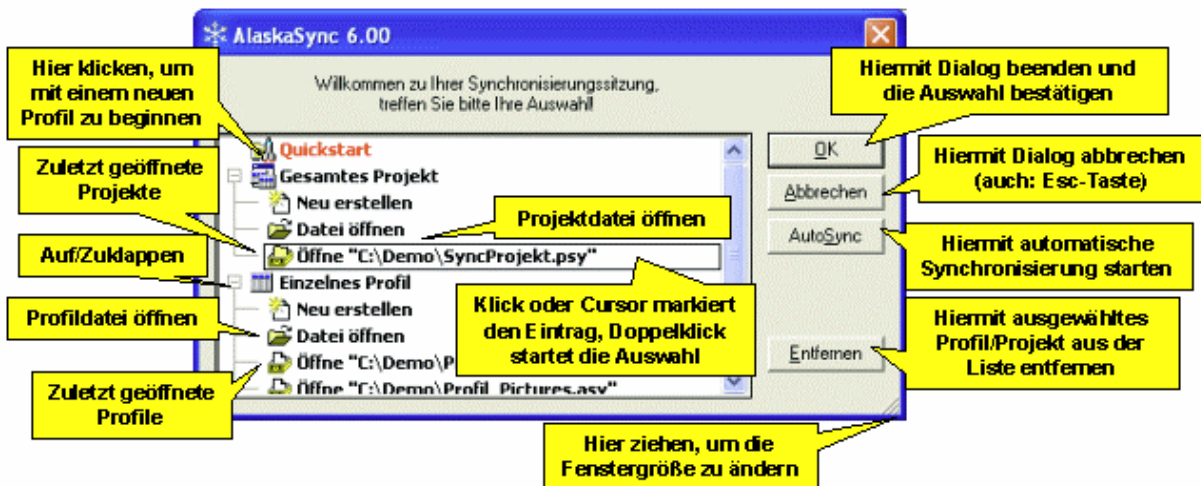 AlaskaSync 6.00
Hier klicken, um
mit einem neuen
Profil zu beginnen
Willkommen zu Ihrer Synchronisierungssitzung,
treffen Sie bitte Ihre Auswahl!
Hiermit Dialog beenden und
die Auswahl bestätigen
Quickstart
OK
Zuletzt geöffnete
Projekte
Gesamtes Projekt
Hiermit Dialog abbrechen
(auch: Esc-Taste)
Abbrechen
Neu erstellen
Projektdatei öffnen
Datei öffnen
AutoSync
Auf/Zuklappen
Öffne "C:\Demo\SyncProjekt.psy"
Hiermit automatische
Synchronisierung starten
Einzelnes Profil
Klick oder Cursor markiert
den Eintrag, Doppelklick
startet die Auswahl
Neu erstellen
Profildatei öffnen
Datei öffnen
Hiermit ausgewähltes
Profil/Projekt aus der
Liste entfernen
Öffne "C:\Demo\P
Entfernen
Zuletzt geöffnete
Profile
Öffne "C:\Demo\Profil_Pictures.asy"
Hier ziehen, um die
Fenstergröße zu ändern